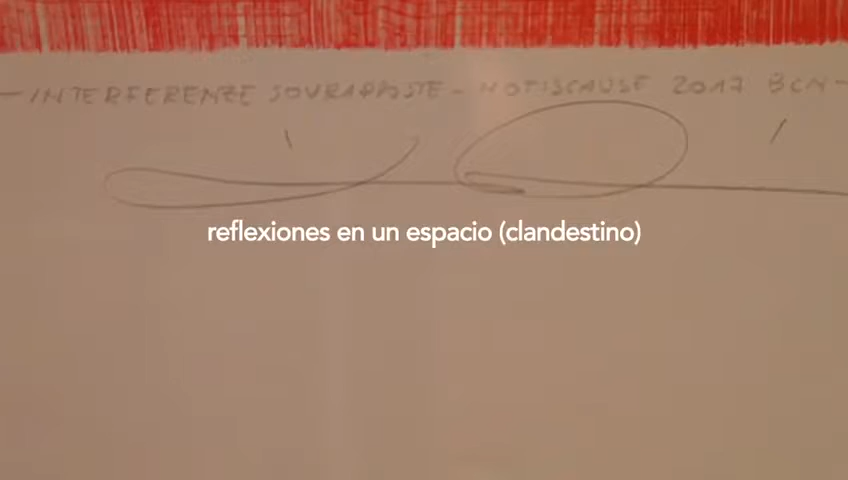 - INTERFERENZE SOVRAPPOSTE - NOTISCAUSE 2017 BCN -
reflexiones en un espacio (clandestino)